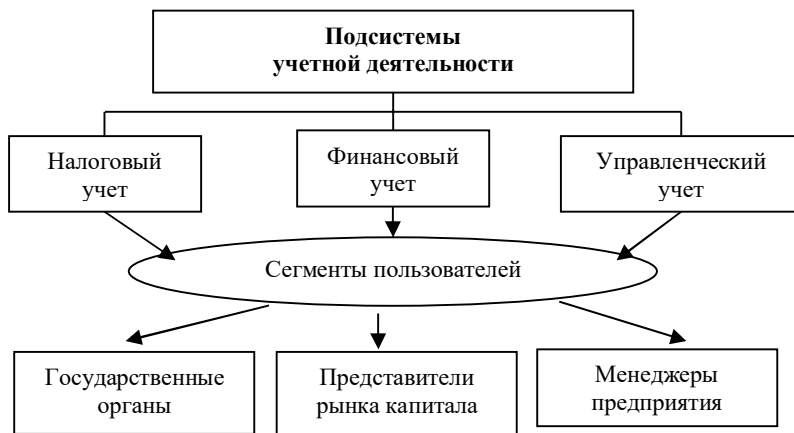 Подсистемы
учетной деятельности
Налоговый
учет
Финансовый
учет
Управленческий
учет
Сегменты пользователей
Государственные
органы
Представители
рынка капитала
Менеджеры
предприятия